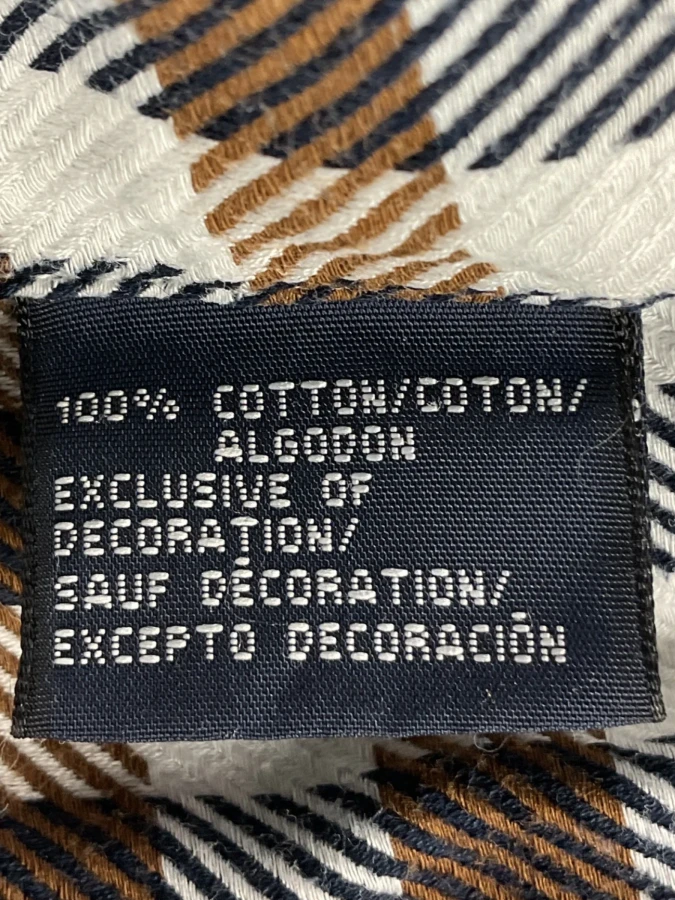 100% COTTON/COTON/
ALGODON
EXCLUSIVE OF
DECORATION/
SAUF DÉCORATION/
EXCEPTO DECORACIÓN